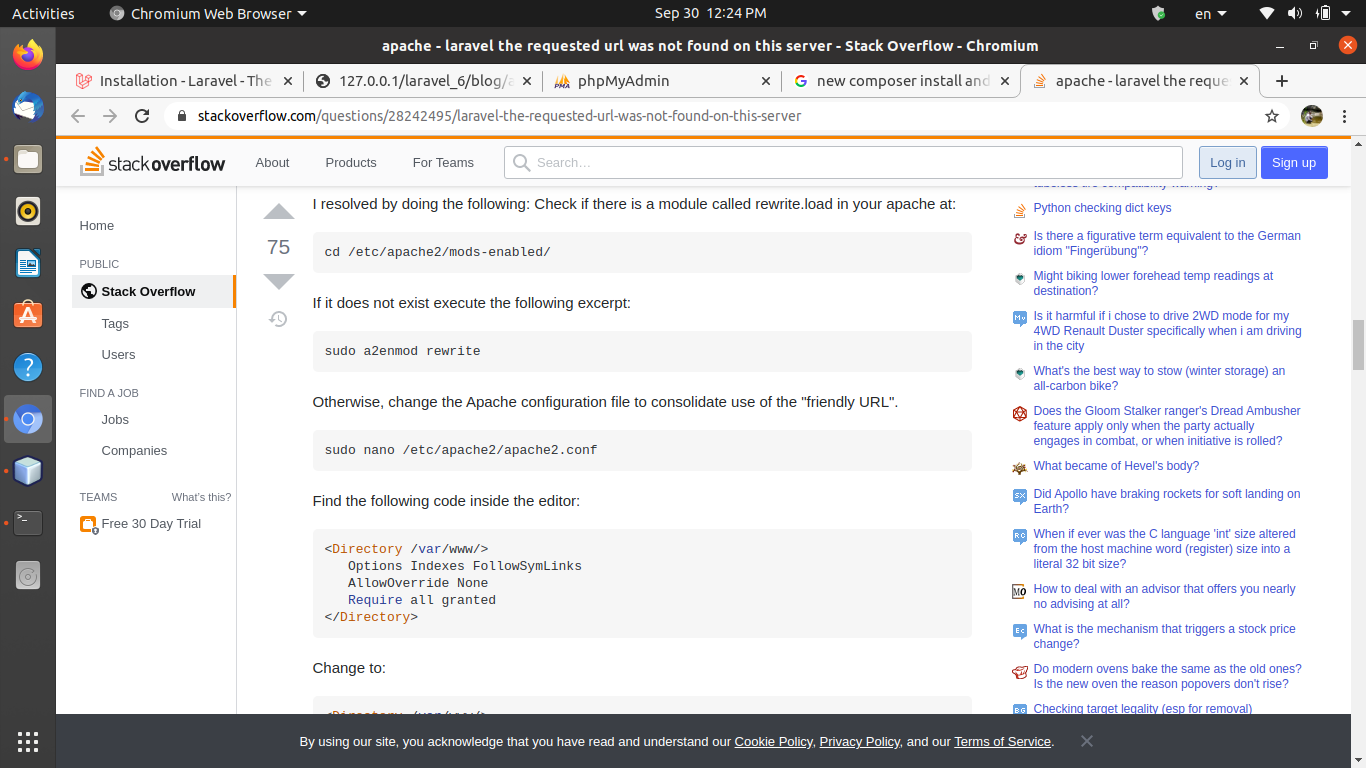 Activities
Chromium Web Browser
Sep 30 12:24 PM
en
apache - laravel the requested url was not found on this server - Stack Overflow - Chromium
Installation - Laravel - The
127.0.0.1/laravel_6/blog/a
phpMyAdmin
new composer install and
apache - laravel the reque
stackoverflow.com/questions/28242495/laravel-the-requested-url-was-not-found-on-this-server
stackoverflow
About
Products
For Teams
Search…
Log in
Sign up
Home
PUBLIC
Stack Overflow
Tags
Users
FIND A JOB
Jobs
Companies
TEAMS
What's this?
Free 30 Day Trial
75
I resolved by doing the following: Check if there is a module called rewrite.load in your apache at:
cd /etc/apache2/mods-enabled/
If it does not exist execute the following excerpt:
sudo a2enmod rewrite
Otherwise, change the Apache configuration file to consolidate use of the "friendly URL".
sudo nano /etc/apache2/apache2.conf
Find the following code inside the editor:
<Directory /var/www/>
Options Indexes FollowSymLinks
AllowOverride None
Require all granted
</Directory>
Change to:
Python checking dict keys
Is there a figurative term equivalent to the German
idiom "Fingerübung"?
Might biking lower forehead temp readings at
destination?
Is it harmful if i chose to drive 2WD mode for my
4WD Renault Duster specifically when i am driving
in the city
What's the best way to stow (winter storage) an
all-carbon bike?
Does the Gloom Stalker ranger's Dread Ambusher
feature apply only when the party actually
engages in combat, or when initiative is rolled?
What became of Hevel's body?
Did Apollo have braking rockets for soft landing on
Earth?
When if ever was the C language 'int' size altered
from the host machine word (register) size into a
literal 32 bit size?
How to deal with an advisor that offers you nearly
no advising at all?
What is the mechanism that triggers a stock price
change?
Do modern ovens bake the same as the old ones?
Is the new oven the reason popovers don't rise?
Checking target legality (esp for removal)
By using our site, you acknowledge that you have read and understand our Cookie Policy, Privacy Policy, and our Terms of Service.